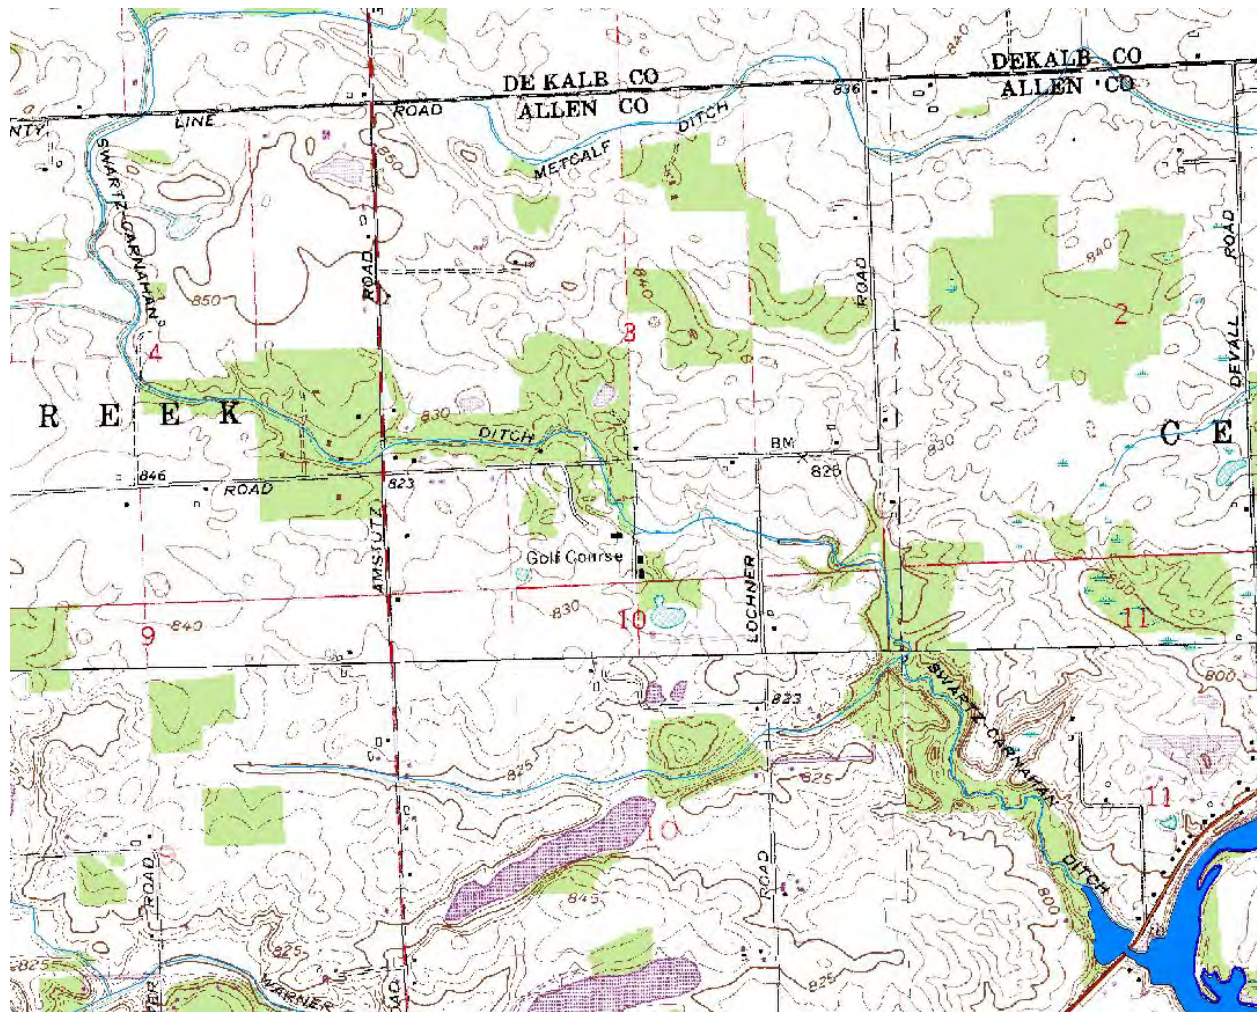 840
DE KALB CO
DEKALB CO
ALLEN CO
ALLEN CO
836
NTY
LINE
ROAD
DITCH
METCALF
850
SWARTZ-CARNAHAN
840
ROAD
ROAD
ROAD
840
850
2
3
4
DEVALL
R E E K
830
DITCH
BM
830
C E
846
ROAD
823
826
AMSTUTZ
Golf Course
LOCHNER
800
830
840
10
11
9
SWARTZ-CARNAHAN
800
823
825
825
11
10
ROAD
ROAD
DITCH
845
800
825
825
825
WARNER
OAD